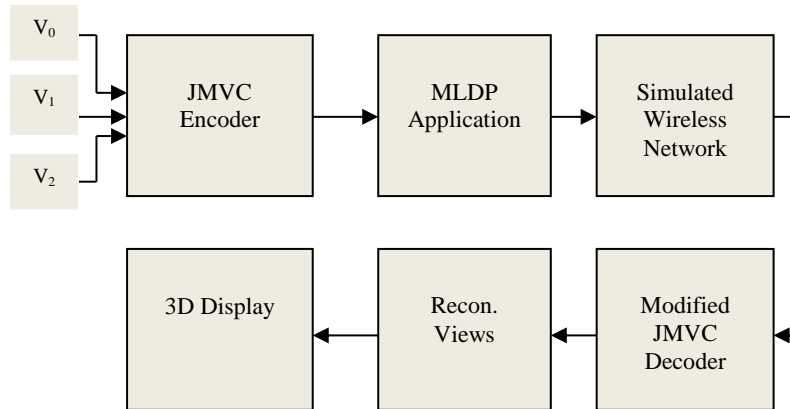 V₀
V₁
V₂
JMVC
Encoder
MLDP
Application
Simulated
Wireless
Network
3D Display
Recon.
Views
Modified
JMVC
Decoder